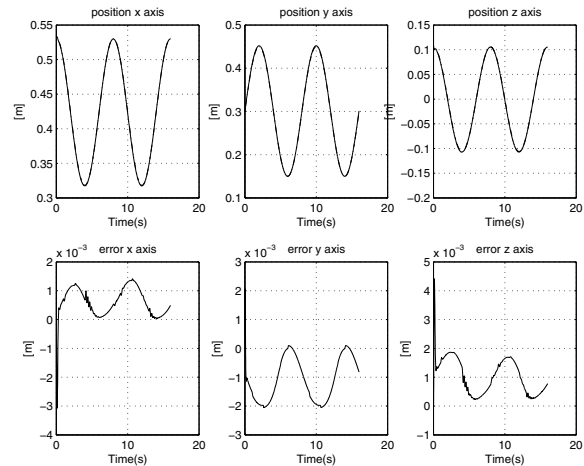 position x axis
position y axis
position z axis
0.55
0.5
0.45
0.4
0.35
0.3
[m]
0 10 20
Time(s)
0.5
0.4
0.3
0.2
0.1
[m]
0 10 20
Time(s)
0.15
0.1
0.05
0
−0.05
−0.1
−0.15
−0.2
[m]
0 10 20
Time(s)
x 10⁻³ error x axis
2
1
0
−1
−2
−3
−4
[m]
0 10 20
Time(s)
x 10⁻³ error y axis
2
1
0
−1
−2
−3
[m]
0 10 20
Time(s)
x 10⁻³ error z axis
5
4
3
2
1
0
−1
[m]
0 10 20
Time(s)